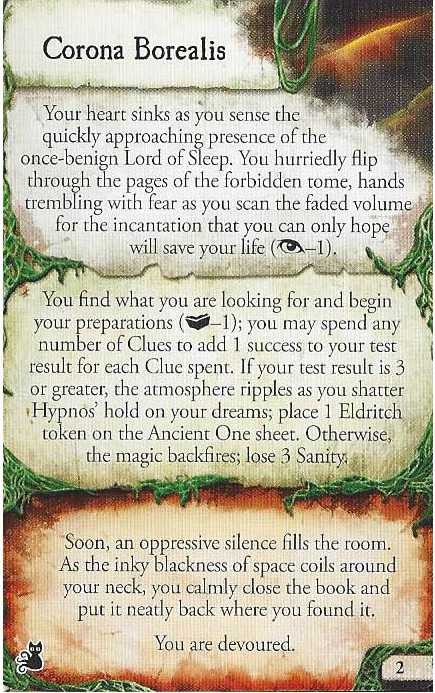 Corona Borealis
Your heart sinks as you sense the
quickly approaching presence of the
once-benign Lord of Sleep. You hurriedly flip
through the pages of the forbidden tome, hands
trembling with fear as you scan the faded volume
for the incantation that you can only hope
will save your life (–1).
You find what you are looking for and begin
your preparations (–1); you may spend any
number of Clues to add 1 success to your test
result for each Clue spent. If your test result is 3
or greater, the atmosphere ripples as you shatter
Hypnos’ hold on your dreams; place 1 Eldritch
token on the Ancient One sheet. Otherwise,
the magic backfires; lose 3 Sanity.
Soon, an oppressive silence fills the room.
As the inky blackness of space coils around
your neck, you calmly close the book and
put it neatly back where you found it.
You are devoured.
2